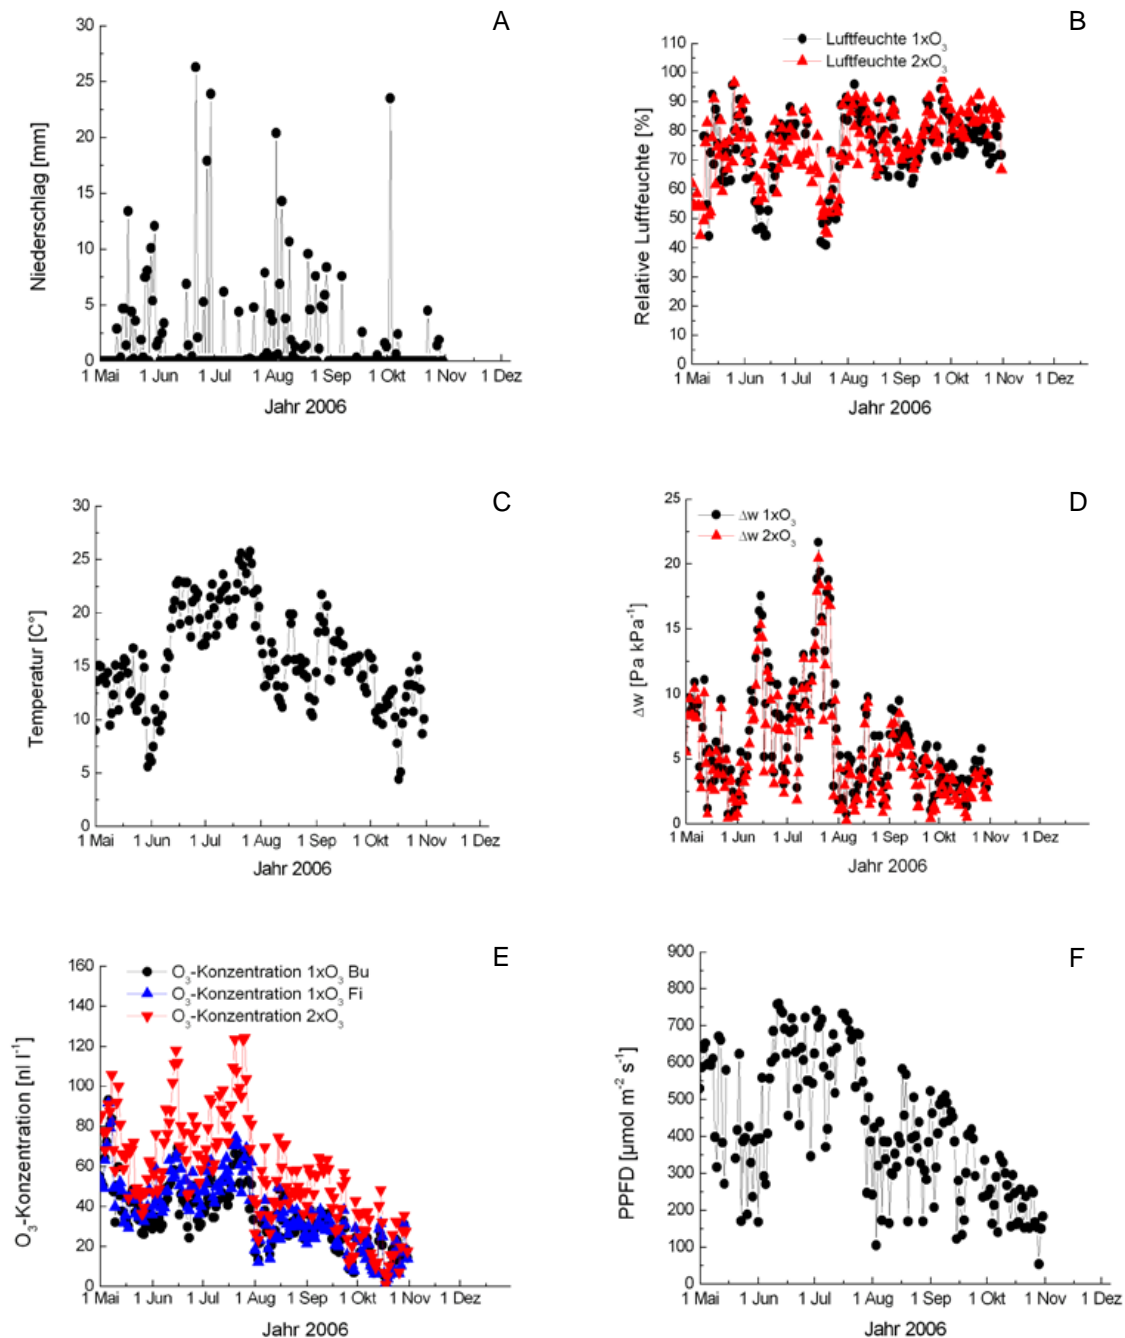 A
30
25
20
15
10
5
0
Niederschlag [mm]
1 Mai 1 Jun 1 Jul 1 Aug 1 Sep 1 Okt 1 Nov 1 Dez
Jahr 2006
B
Luftfeuchte 1xO₃
Luftfeuchte 2xO₃
110
100
90
80
70
60
50
40
30
20
10
0
Relative Luftfeuchte [%]
1 Mai 1 Jun 1 Jul 1 Aug 1 Sep 1 Okt 1 Nov 1 Dez
Jahr 2006
C
30
25
20
15
10
5
0
Temperatur [C°]
1 Mai 1 Jun 1 Jul 1 Aug 1 Sep 1 Okt 1 Nov 1 Dez
Jahr 2006
D
Δw 1xO₃
Δw 2xO₃
25
20
15
10
5
0
Δw [Pa kPa⁻¹]
1 Mai 1 Jun 1 Jul 1 Aug 1 Sep 1 Okt 1 Nov 1 Dez
Jahr 2006
E
O₃-Konzentration 1xO₃ Bu
O₃-Konzentration 1xO₃ Fi
O₃-Konzentration 2xO₃
160
140
120
100
80
60
40
20
0
O₃-Konzentration [nl l⁻¹]
1 Mai 1 Jun 1 Jul 1 Aug 1 Sep 1 Okt 1 Nov 1 Dez
Jahr 2006
F
900
800
700
600
500
400
300
200
100
0
PPFD [µmol m⁻² s⁻¹]
1 Mai 1 Jun 1 Jul 1 Aug 1 Sep 1 Okt 1 Nov 1 Dez
Jahr 2006